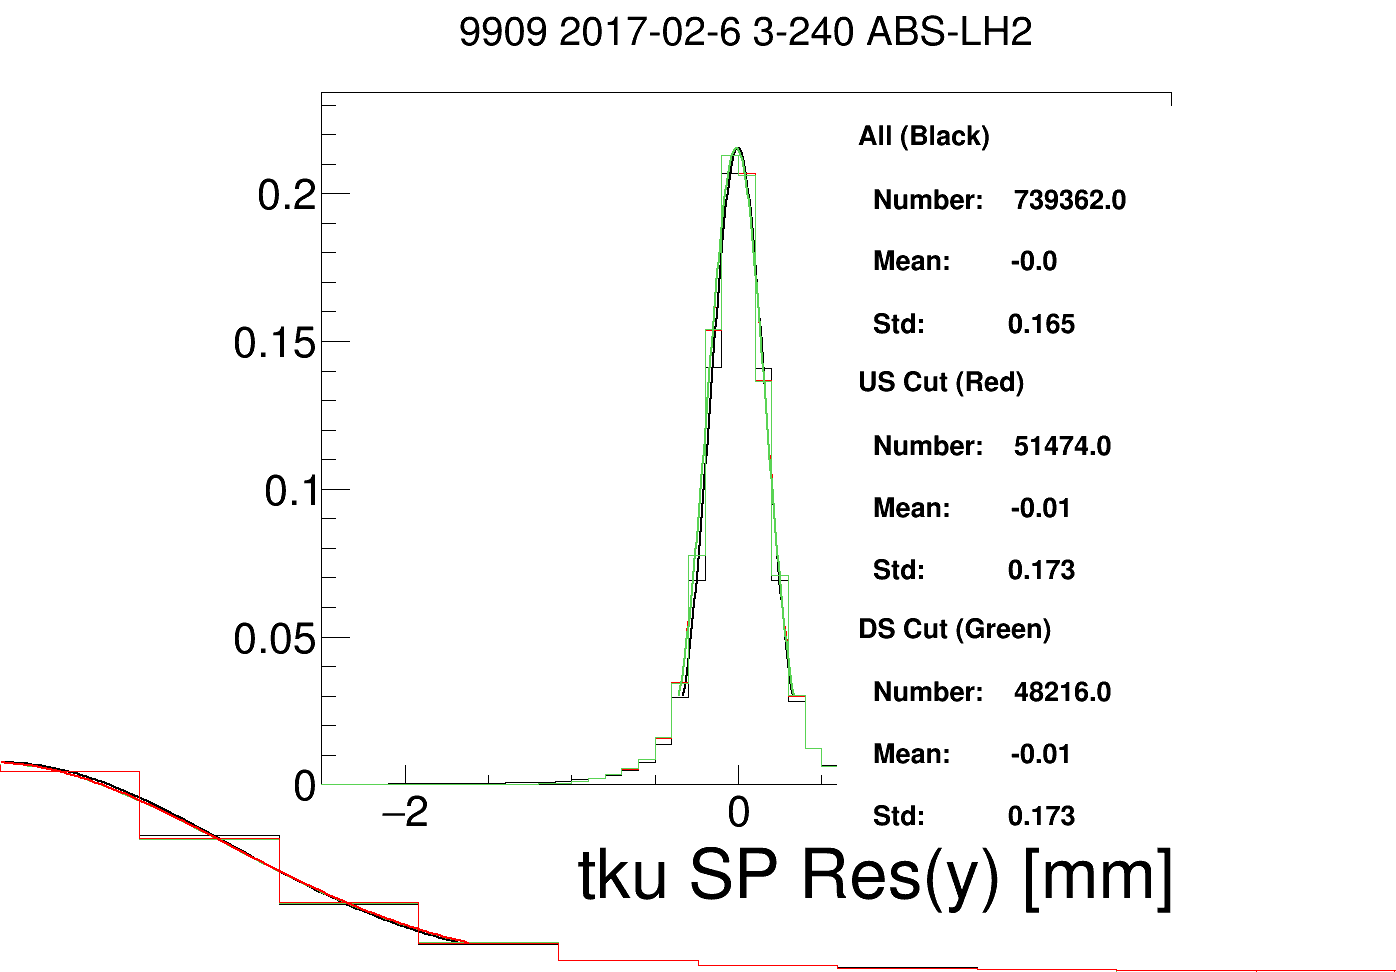 9909 2017-02-6 3-240 ABS-LH2
All (Black)
0.2
Number: 739362.0
Mean: -0.0
Std: 0.165
0.15
US Cut (Red)
Number: 51474.0
0.1
Mean: -0.01
Std: 0.173
DS Cut (Green)
0.05
Number: 48216.0
Mean: -0.01
0
−2 0
Std: 0.173
tku SP Res(y) [mm]